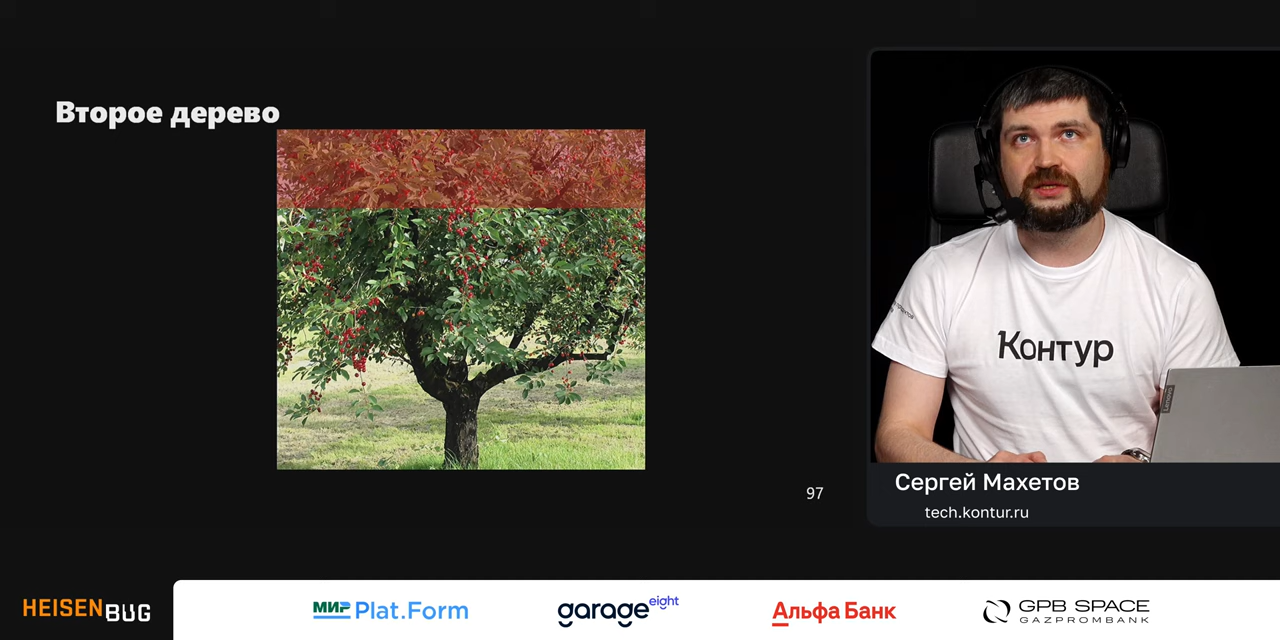 Второе дерево
97
Контур
Lenovo
Сергей Махетов
tech.kontur.ru
HEISENBUG
МИР Plat.Form
garage eight
Альфа Банк
GPB SPACE
GAZPROMBANK